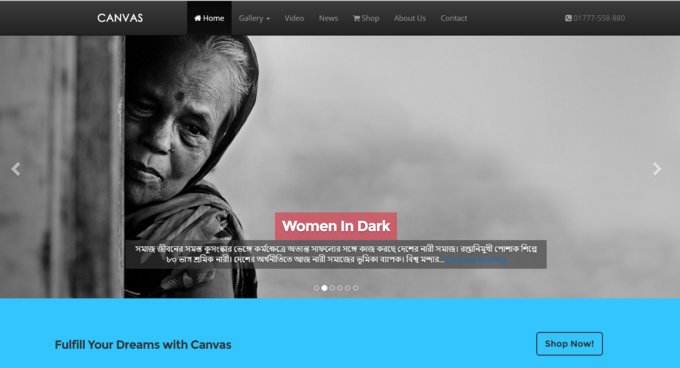 CANVAS
Home Gallery Video News Shop About Us Contact
01777-558-880
Women In Dark
সমাজ জীবনের সমস্ত কুসংস্কার ভেঙ্গে কর্মক্ষেত্রে অত্যন্ত সাফল্যের সঙ্গে কাজ করছে দেশের নারী সমাজ। রপ্তানিমূখী পোশাক শিল্পে
৮০ ভাগ শ্রমিক নারী। দেশের অর্থনীতিতে আজ নারী সমাজের ভূমিকা ব্যাপক। বিশ্ব মন্দার...
Fulfill Your Dreams with Canvas
Shop Now!